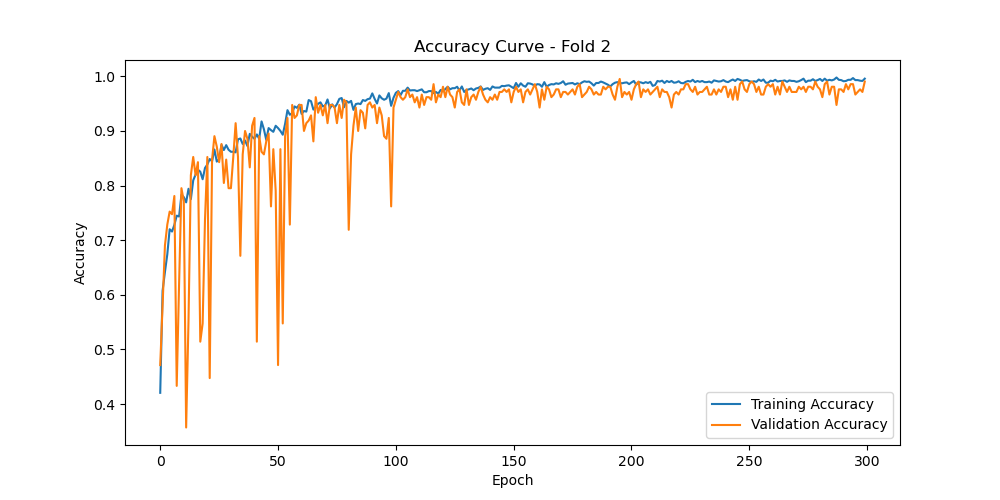 Accuracy Curve - Fold 2
1.0
0.9
0.8
0.7
0.6
0.5
0.4
Accuracy
0
50
100
150
200
250
300
Epoch
Training Accuracy
Validation Accuracy